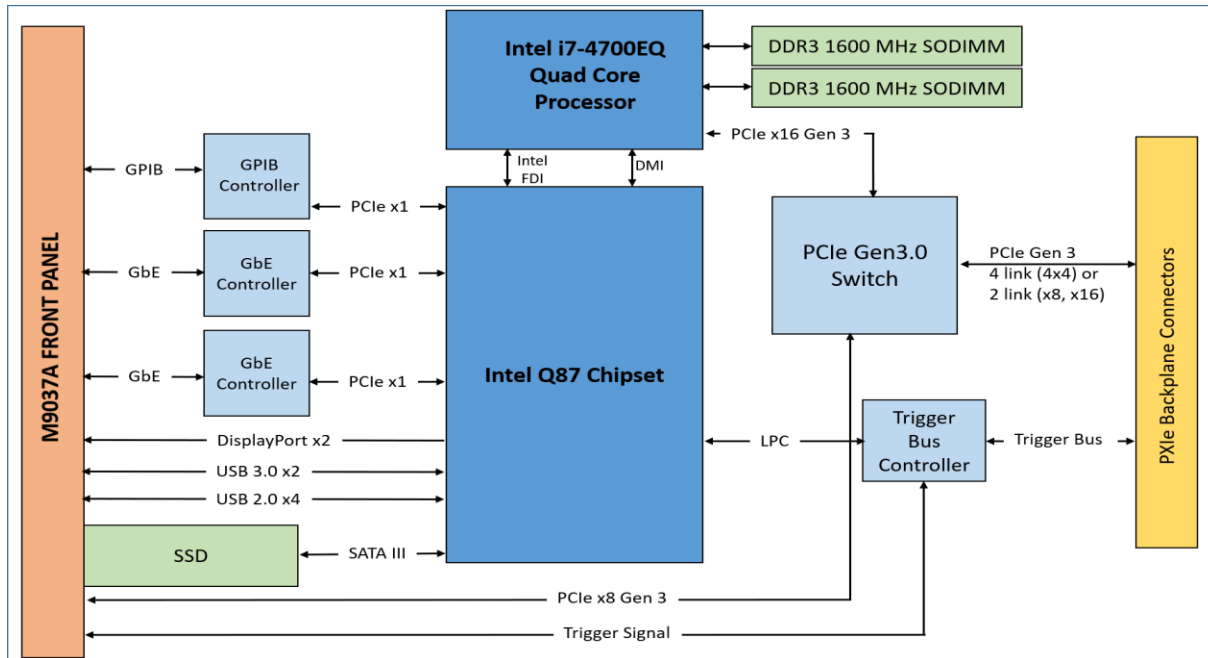 M9037A FRONT PANEL
Intel i7-4700EQ
Quad Core
Processor
DDR3 1600 MHz SODIMM
DDR3 1600 MHz SODIMM
PCIe x16 Gen 3
Intel
FDI
DMI
GPIB
GPIB
Controller
PCIe x1
GbE
GbE
Controller
PCIe x1
GbE
GbE
Controller
PCIe x1
Intel Q87 Chipset
PCIe Gen3.0
Switch
PCIe Gen 3
4 link (4x4) or
2 link (x8, x16)
PXIe Backplane Connectors
DisplayPort x2
USB 3.0 x2
USB 2.0 x4
LPC
Trigger
Bus
Controller
Trigger Bus
SSD
SATA III
PCIe x8 Gen 3
Trigger Signal